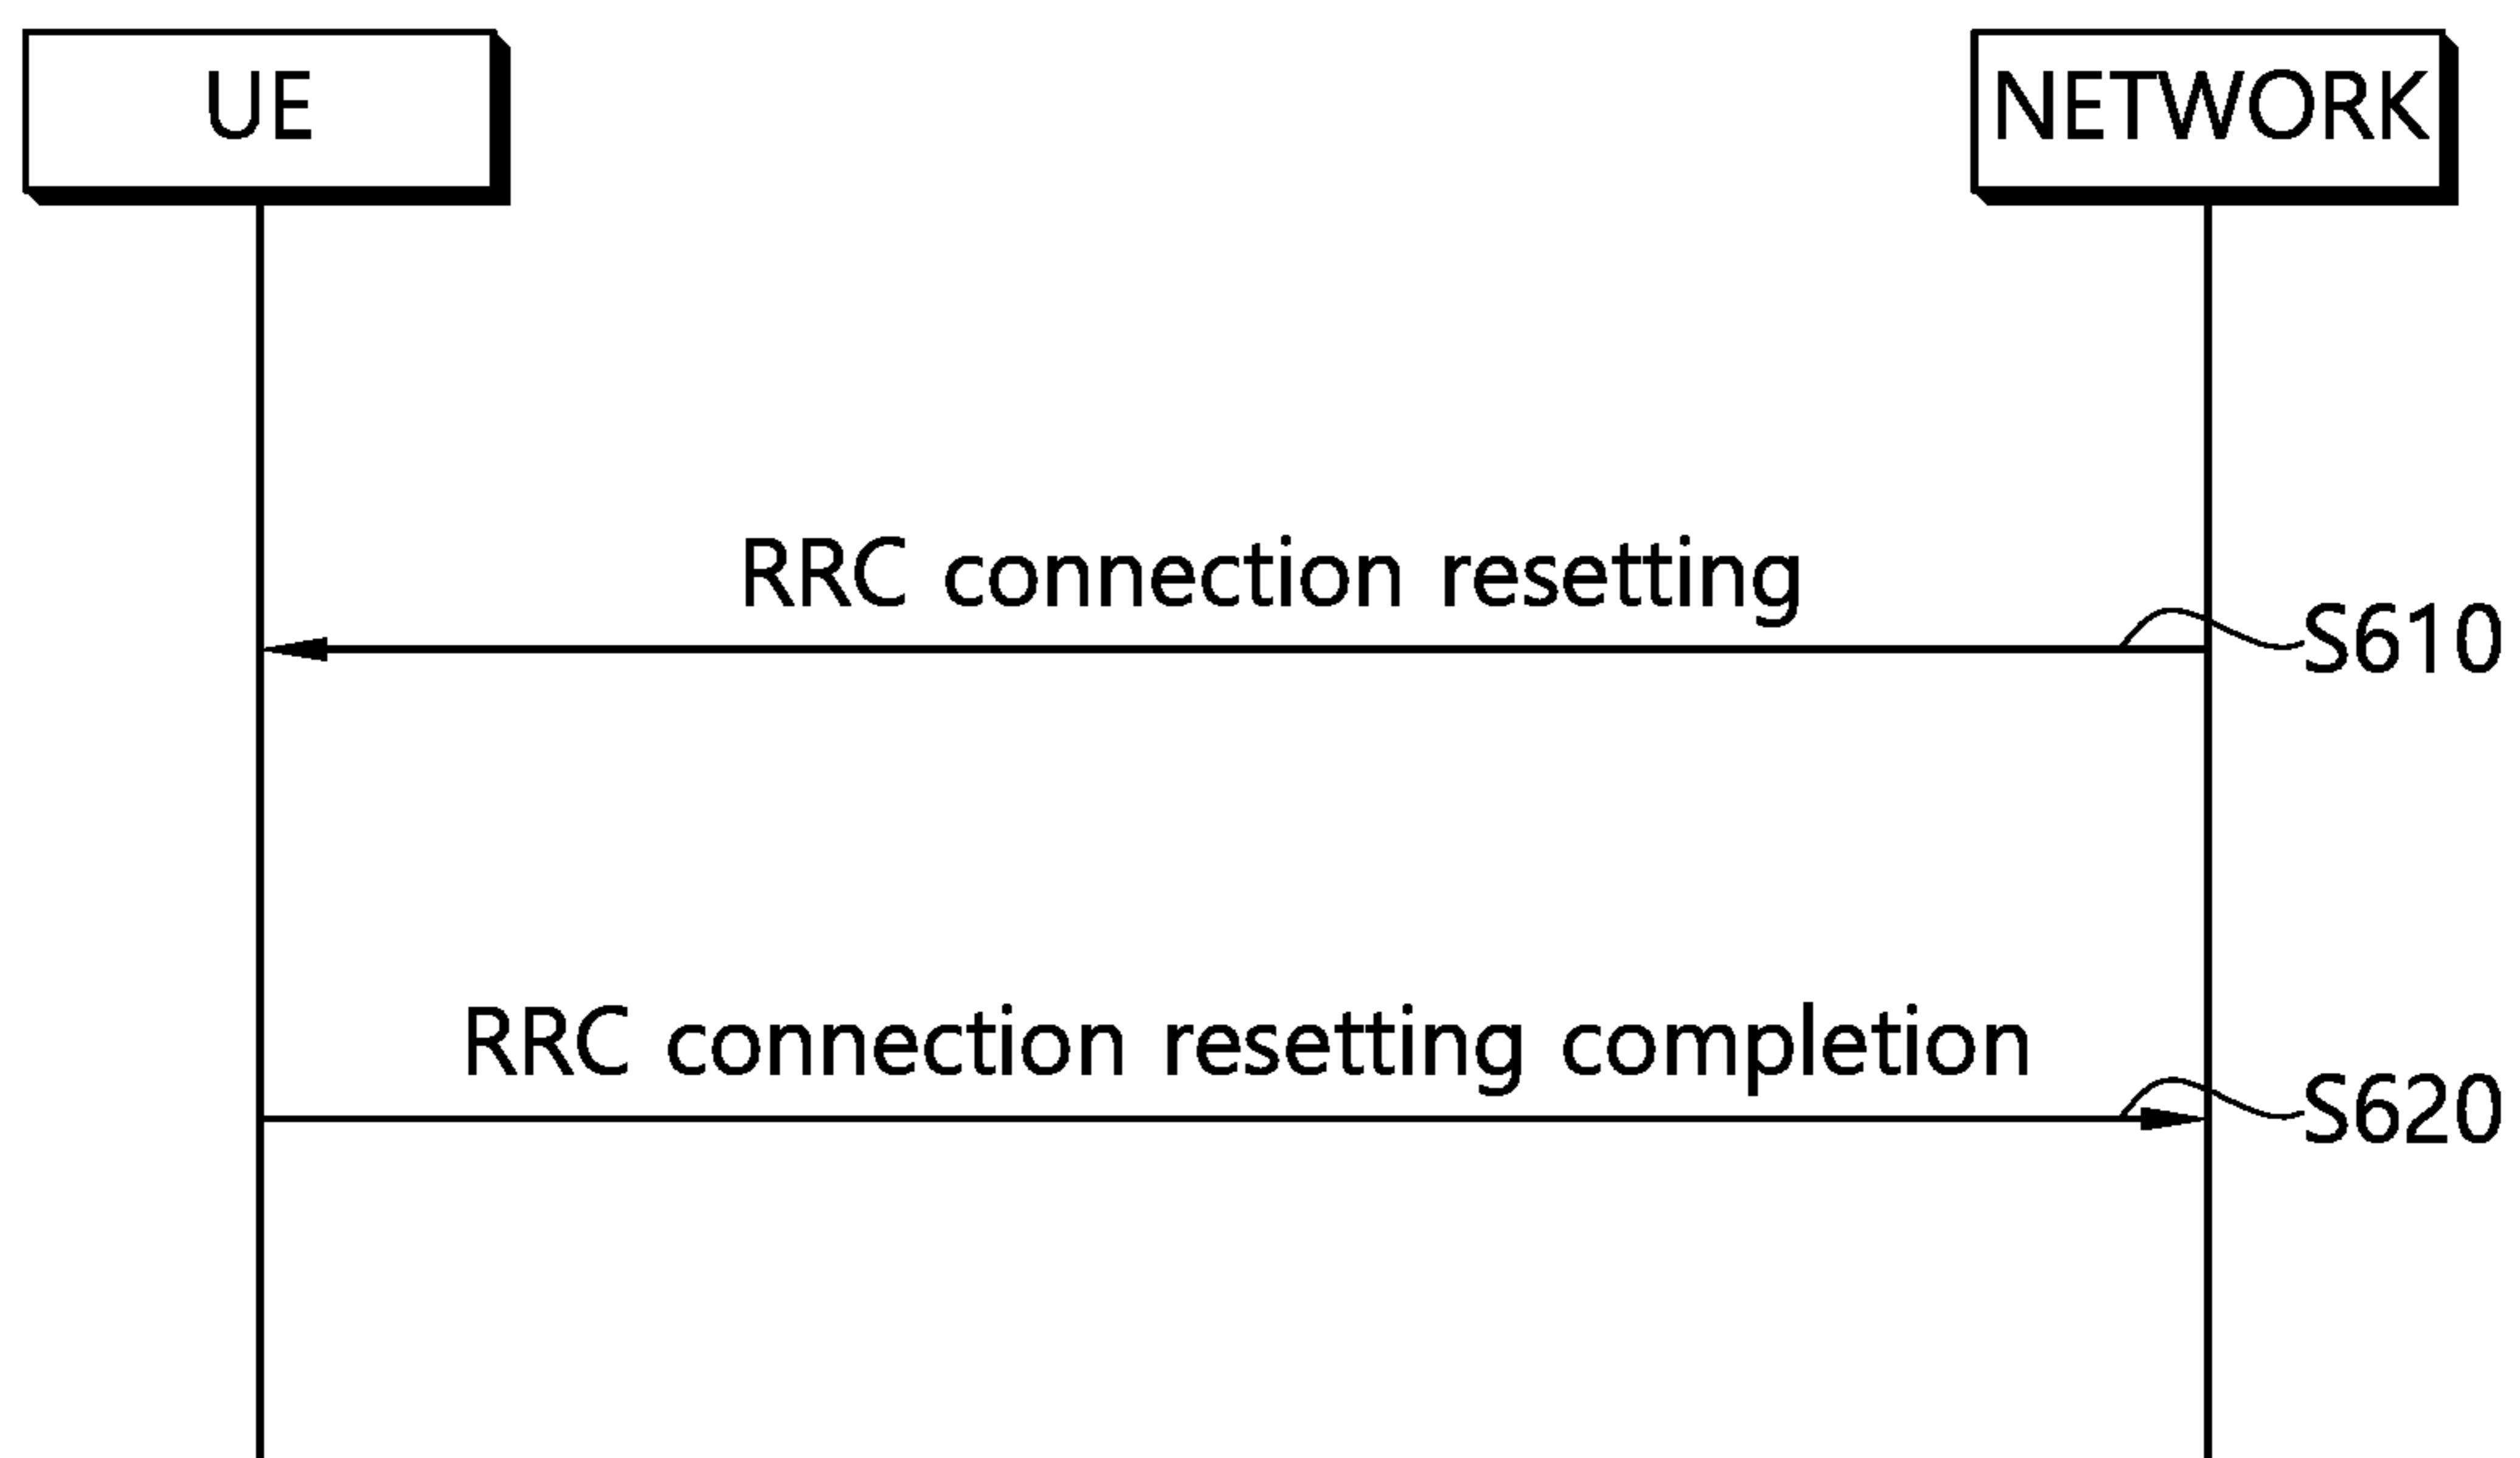 UE
NETWORK
RRC connection resetting
S610
RRC connection resetting completion
S620